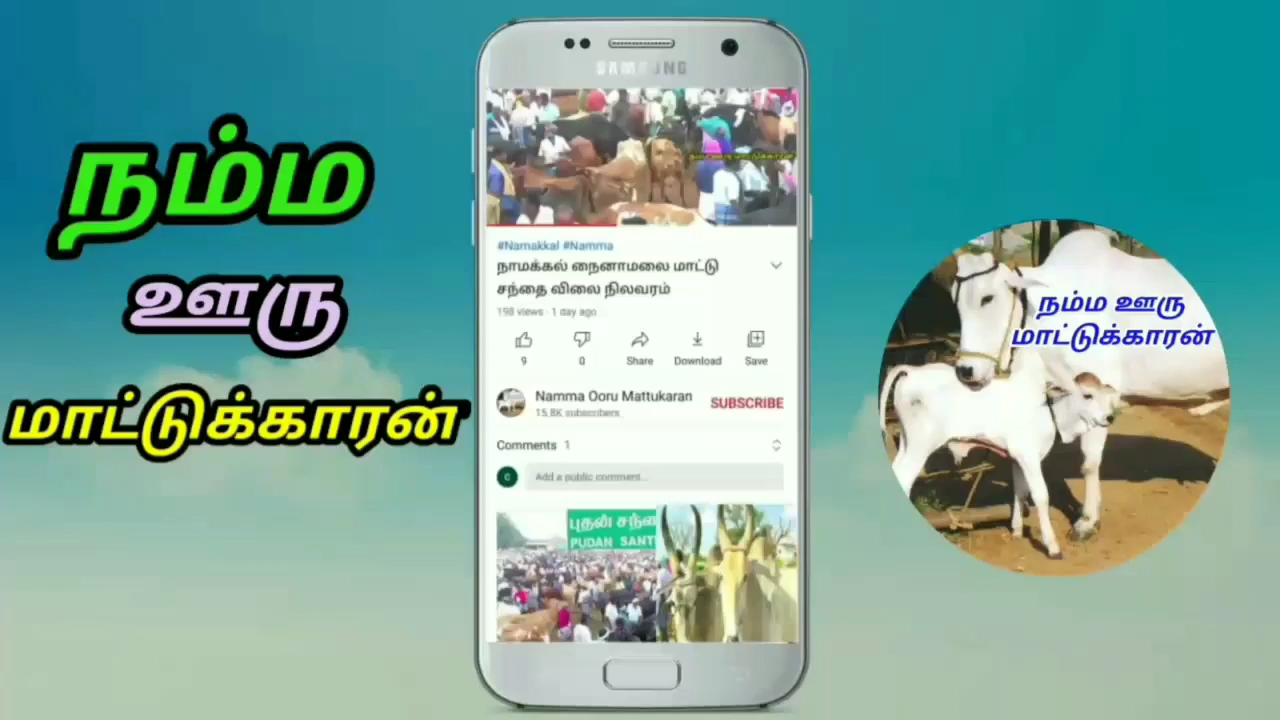 நம்ம
ஊரு
மாட்டுக்காரன்
SAMSUNG
#Namakkal #Namma
நாமக்கல் நைனாமலை மாட்டு
சந்தை விலை நிலவரம்
198 views · 1 day ago
9
0
Share
Download
Save
Namma Ooru Mattukaran
15.8K subscribers
SUBSCRIBE
Comments 1
C
Add a public comment...
புதன் சந்தை
PUDAN SANT
நம்ம ஊரு
மாட்டுக்காரன்